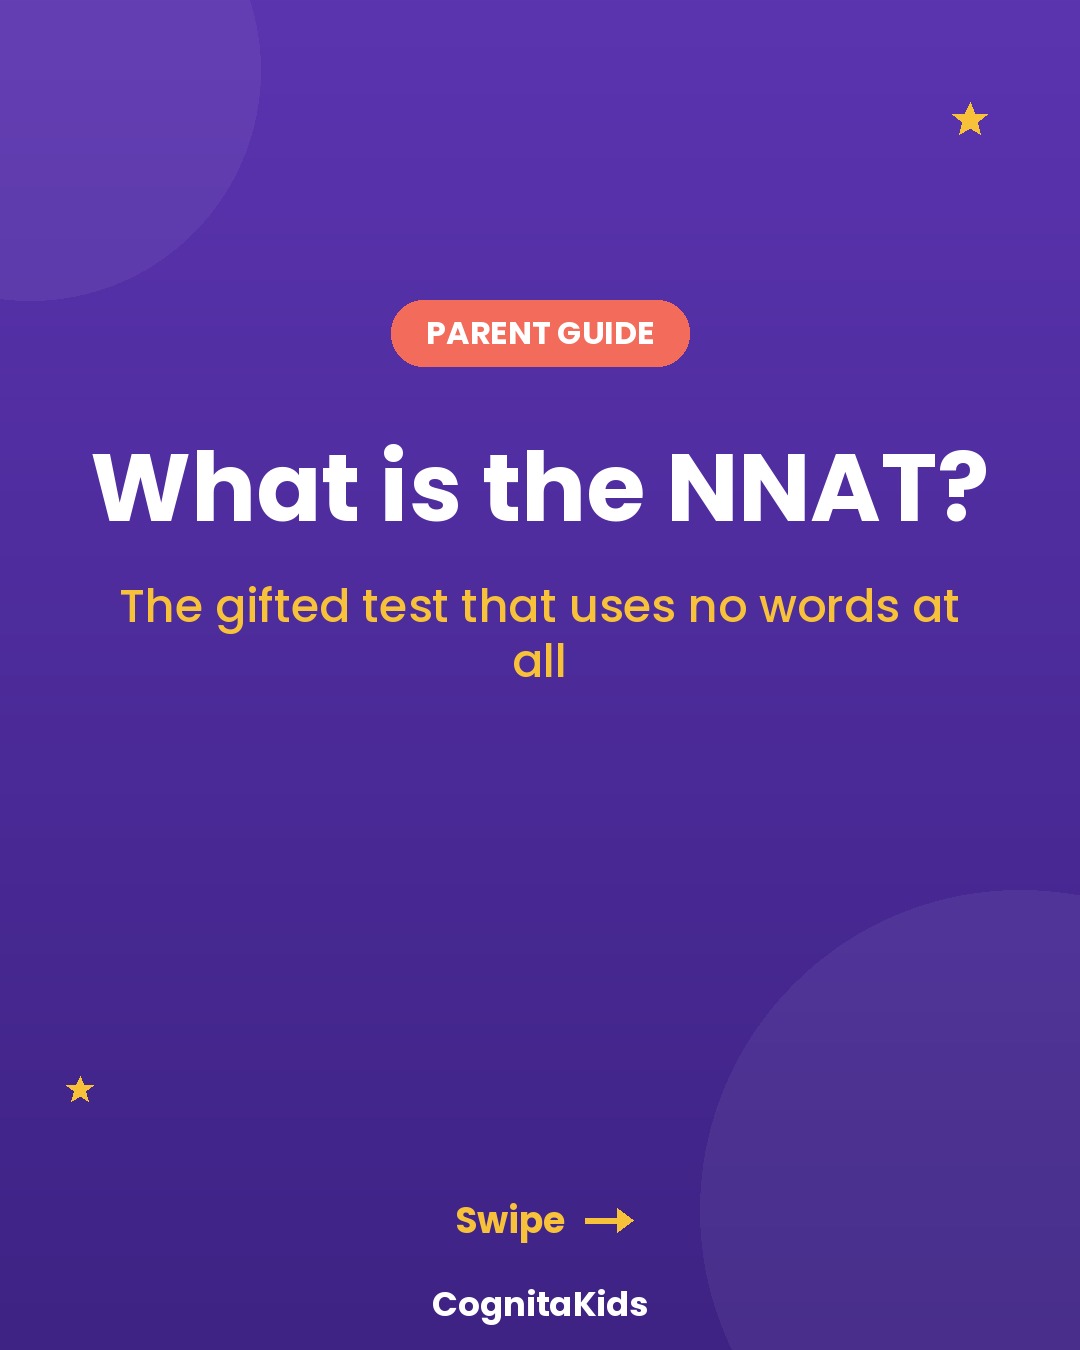 PARENT GUIDE
What is the NNAT?
The gifted test that uses no words at
all
Swipe
CognitaKids